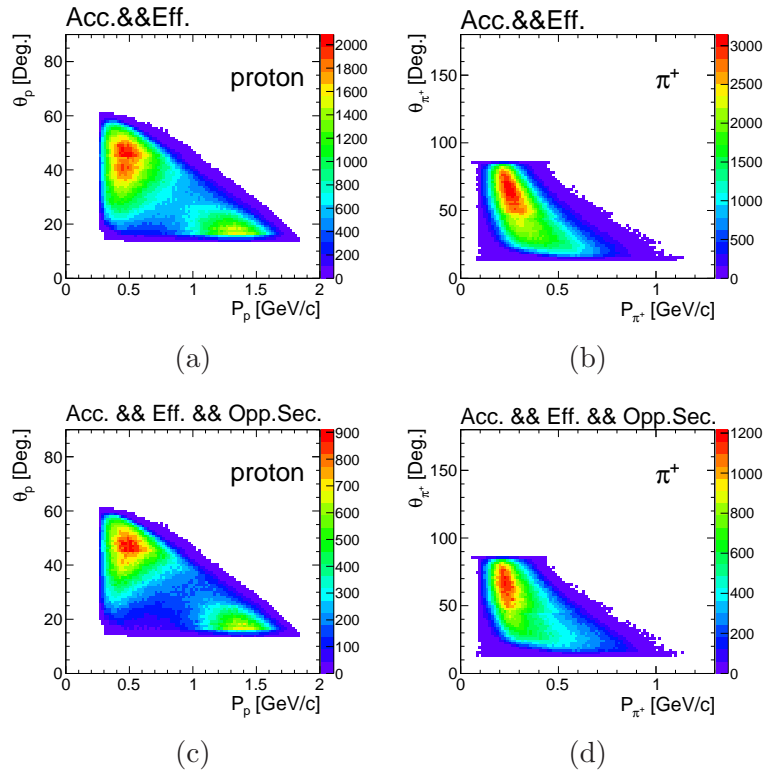 Acc.&&Eff.
θp [Deg.]
proton
80
60
40
20
0
0 0.5 1 1.5 2
Pp [GeV/c]
2000
1800
1600
1400
1200
1000
800
600
400
200
0
(a)
Acc.&&Eff.
θπ+ [Deg.]
π+
150
100
50
0
0 0.5 1
Pπ+ [GeV/c]
3000
2500
2000
1500
1000
500
0
(b)
Acc. && Eff. && Opp.Sec.
θp [Deg.]
proton
80
60
40
20
0
0 0.5 1 1.5 2
Pp [GeV/c]
900
800
700
600
500
400
300
200
100
0
(c)
Acc. && Eff. && Opp.Sec.
θπ+ [Deg.]
π+
150
100
50
0
0 0.5 1
Pπ+ [GeV/c]
1200
1000
800
600
400
200
0
(d)